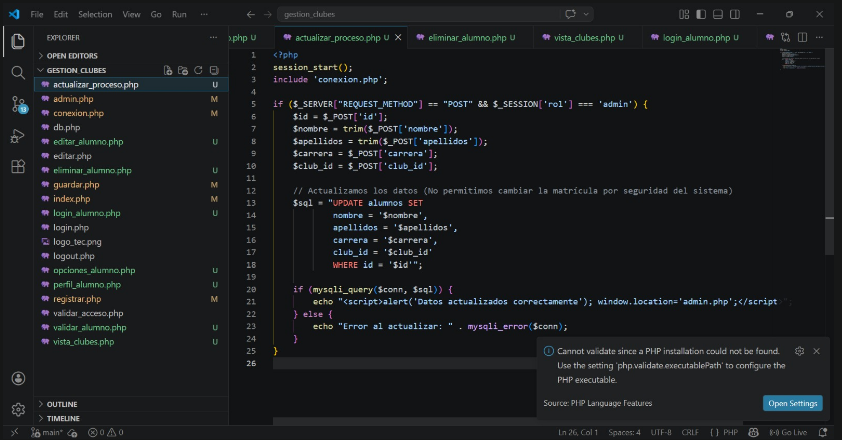 File Edit Selection View Go Run ···
gestion_clubes
EXPLORER ···
OPEN EDITORS
GESTION_CLUBES
actualizar_proceso.php U
admin.php M
conexion.php M
db.php
editar_alumno.php U
editar.php
eliminar_alumno.php U
guardar.php M
index.php M
login_alumno.php U
login.php
logo_tec.png
logout.php
opciones_alumno.php U
perfil_alumno.php U
registrar.php M
validar_acceso.php
validar_alumno.php U
vista_clubes.php U
OUTLINE
TIMELINE
13
o.php U actualizar_proceso.php U eliminar_alumno.php U vista_clubes.php U login_alumno.php U ···
1 <?php
2 session_start();
3 include 'conexion.php';
4
5 if ($_SERVER["REQUEST_METHOD"] == "POST" && $_SESSION['rol'] === 'admin') {
6 $id = $_POST['id'];
7 $nombre = trim($_POST['nombre']);
8 $apellidos = trim($_POST['apellidos']);
9 $carrera = $_POST['carrera'];
10 $club_id = $_POST['club_id'];
11
12 // Actualizamos los datos (No permitimos cambiar la matrícula por seguridad del sistema)
13 $sql = "UPDATE alumnos SET
14 nombre = '$nombre',
15 apellidos = '$apellidos',
16 carrera = '$carrera',
17 club_id = '$club_id'
18 WHERE id = '$id'";
19
20 if (mysqli_query($conn, $sql)) {
21 echo "<script>alert('Datos actualizados correctamente'); window.location='admin.php';</script
22 } else {
23 echo "Error al actualizar: " . mysqli_error($conn);
24 }
25 }
26
Cannot validate since a PHP installation could not be found.
Use the setting 'php.validate.executablePath' to configure the
PHP executable.
Source: PHP Language Features Open Settings
main* 0 0 Ln 26, Col 1 Spaces: 4 UTF-8 CRLF { } PHP Go Live